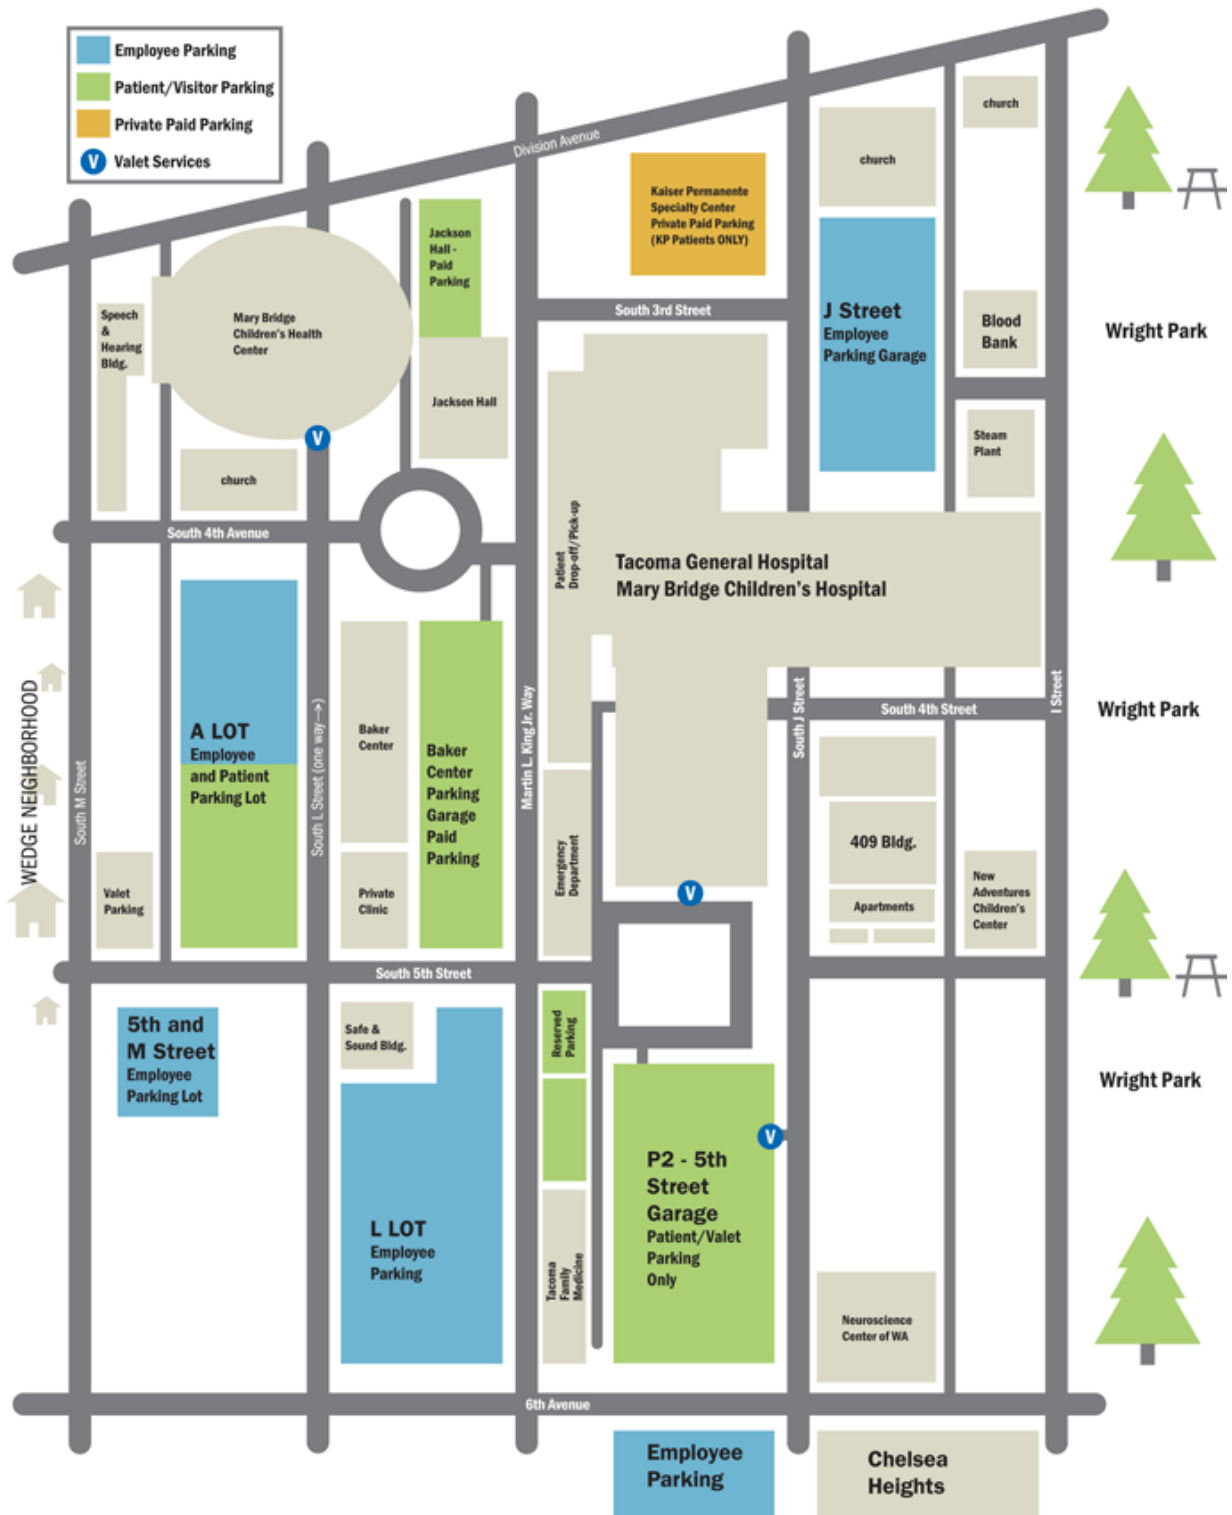 Employee Parking
Patient/Visitor Parking
Private Paid Parking
V
Valet Services
Division Avenue
church
church
Kaiser Permanente
Specialty Center
Private Paid Parking
(KP Patients ONLY)
Jackson
Hall -
Paid
Parking
South 3rd Street
J Street
Employee
Parking Garage
Blood
Bank
Wright Park
Speech
&
Hearing
Bldg.
Mary Bridge
Children's Health
Center
Jackson Hall
V
Steam
Plant
church
South 4th Avenue
Patient
Drop-off/Pick-up
Tacoma General Hospital
Mary Bridge Children's Hospital
WEDGE NEIGHBORHOOD
South M Street
A LOT
Employee
and Patient
Parking Lot
South L Street (one way-->)
Baker
Center
Baker
Center
Parking
Garage
Paid
Parking
Martin L. King Jr. Way
South J Street
South 4th Street
I Street
Wright Park
Emergency
Department
409 Bldg.
Valet
Parking
Private
Clinic
V
Apartments
New
Adventures
Children's
Center
South 5th Street
5th and
M Street
Employee
Parking Lot
Safe &
Sound Bldg.
Reserved
Parking
Wright Park
V
P2 - 5th
Street
Garage
Patient/Valet
Parking
Only
L LOT
Employee
Parking
Tacoma
Family
Medicine
Neuroscience
Center of WA
6th Avenue
Employee
Parking
Chelsea
Heights